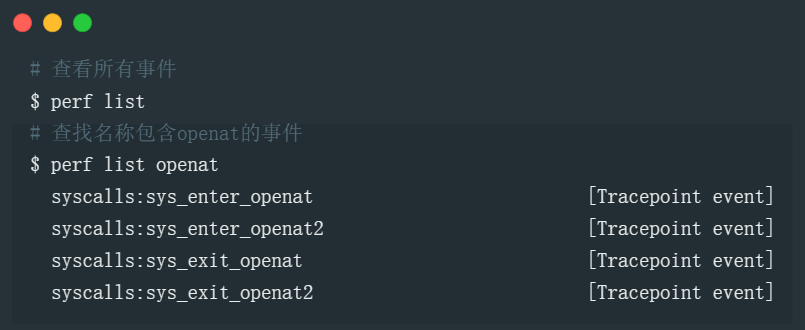 # 查看所有事件
$ perf list
# 查找名称包含openat的事件
$ perf list openat
syscalls:sys_enter_openat [Tracepoint event]
syscalls:sys_enter_openat2 [Tracepoint event]
syscalls:sys_exit_openat [Tracepoint event]
syscalls:sys_exit_openat2 [Tracepoint event]